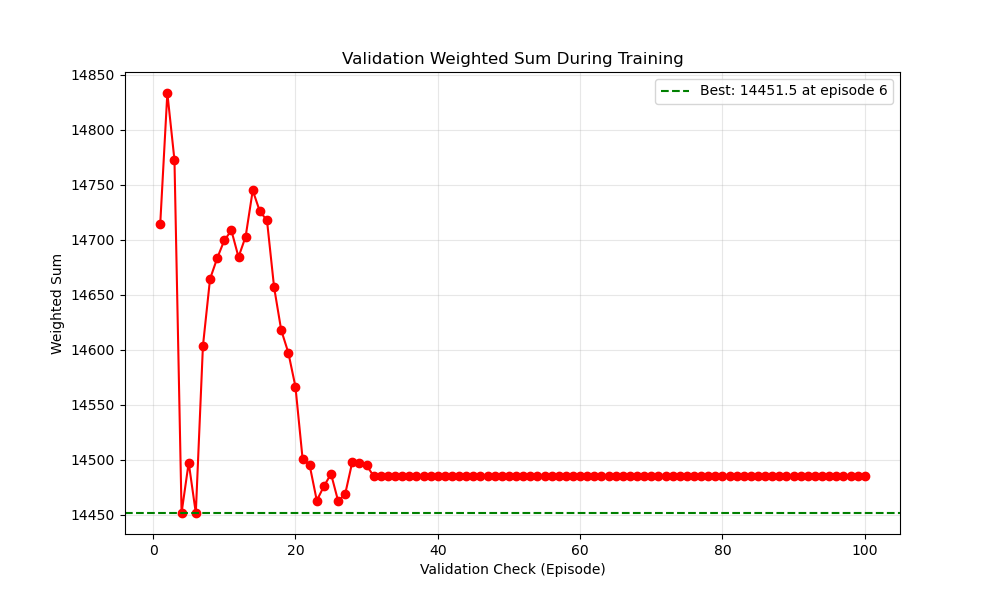 Validation Weighted Sum During Training
Best: 14451.5 at episode 6
14850
14800
14750
14700
14650
14600
14550
14500
14450
Weighted Sum
0 20 40 60 80 100
Validation Check (Episode)